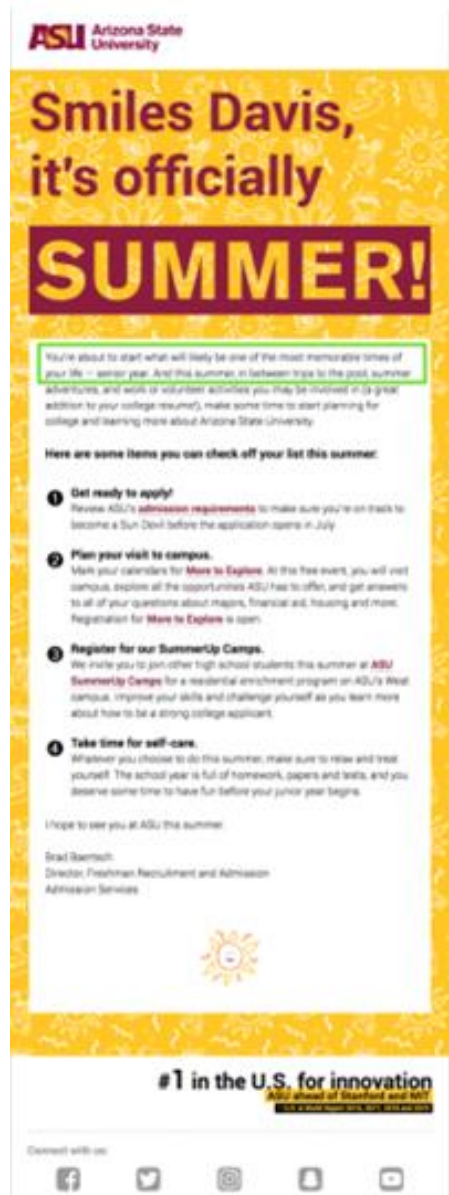 ASU Arizona State
University
Smiles Davis,
it's officially
SUMMER!
You're about to start what will likely be one of the most memorable times of
your life — senior year. And this summer, in between trips to the pool, summer
adventures, and work or volunteer activities you may be involved in (a great
addition to your college resume!), make some time to start planning for
college and learning more about Arizona State University.
Here are some items you can check off your list this summer:
1 Get ready to apply!
Review ASU's admission requirements to make sure you're on track to
become a Sun Devil before the application opens in July.
2 Plan your visit to campus.
Mark your calendars for More to Explore. At this free event, you will visit
campus, explore all the opportunities ASU has to offer, and get answers
to all of your questions about majors, financial aid, housing and more.
Registration for More to Explore is open.
3 Register for our SummerUp Camps.
We invite you to join other high school students this summer at ASU
SummerUp Camps for a residential enrichment program on ASU's West
campus. Improve your skills and challenge yourself as you learn more
about how to be a strong college applicant.
4 Take time for self-care.
Whatever you choose to do this summer, make sure to relax and treat
yourself. The school year is full of homework, papers and tests, and you
deserve some time to have fun before your junior year begins.
I hope to see you at ASU this summer.
Brad
Director, Freshman Recruitment and Admission
Admission Services
#1 in the U.S. for innovation
ASU ahead of Stanford and MIT
Connect with us: